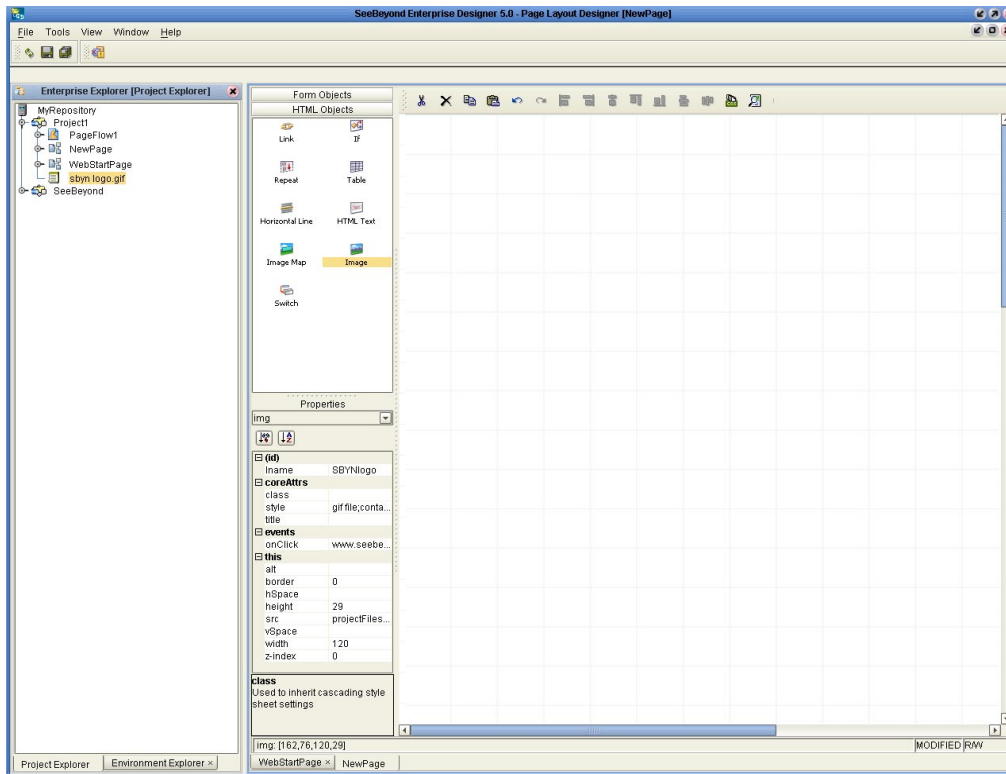 SeeBeyond Enterprise Designer 5.0 - Page Layout Designer [NewPage]
File Tools View Window Help
Enterprise Explorer [Project Explorer]
MyRepository
Project1
PageFlow1
NewPage
WebStartPage
sbyn logo.gif
SeeBeyond
Project Explorer
Environment Explorer ×
Form Objects
HTML Objects
Link
If
Repeat
Table
Horizontal Line
HTML Text
Image Map
Image
Switch
Properties
img
(id)
Iname SBYNlogo
coreAttrs
class
style gif file;conta...
title
events
onClick www.seebe...
this
alt
border 0
hSpace
height 29
src projectFiles...
vSpace
width 120
z-index 0
class
Used to inherit cascading style
sheet settings
img: [162,76,120,29]
MODIFIED R/W
WebStartPage ×
NewPage